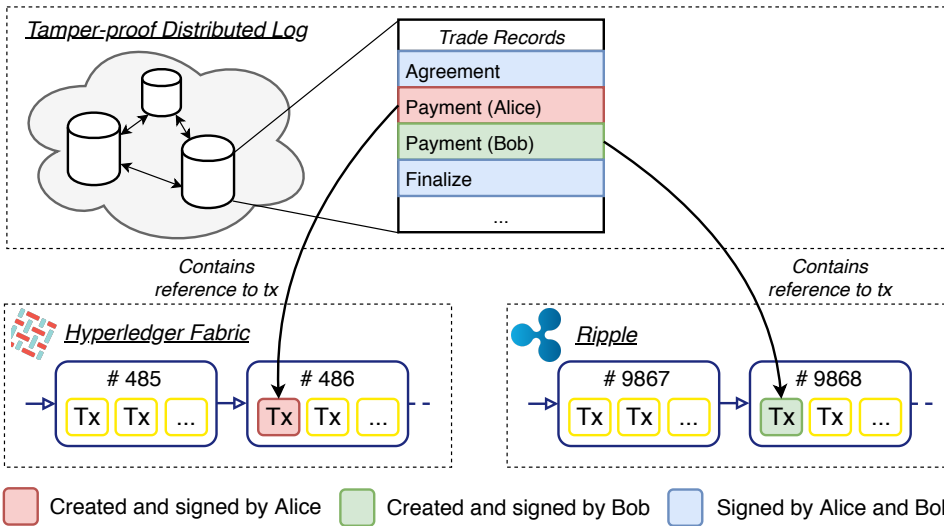 Tamper-proof Distributed Log
Trade Records
Agreement
Payment (Alice)
Payment (Bob)
Finalize
...
Contains
reference to tx
Contains
reference to tx
Hyperledger Fabric
# 485
Tx Tx ...
# 486
Tx Tx ...
Ripple
# 9867
Tx Tx ...
# 9868
Tx Tx ...
Created and signed by Alice
Created and signed by Bob
Signed by Alice and Bob